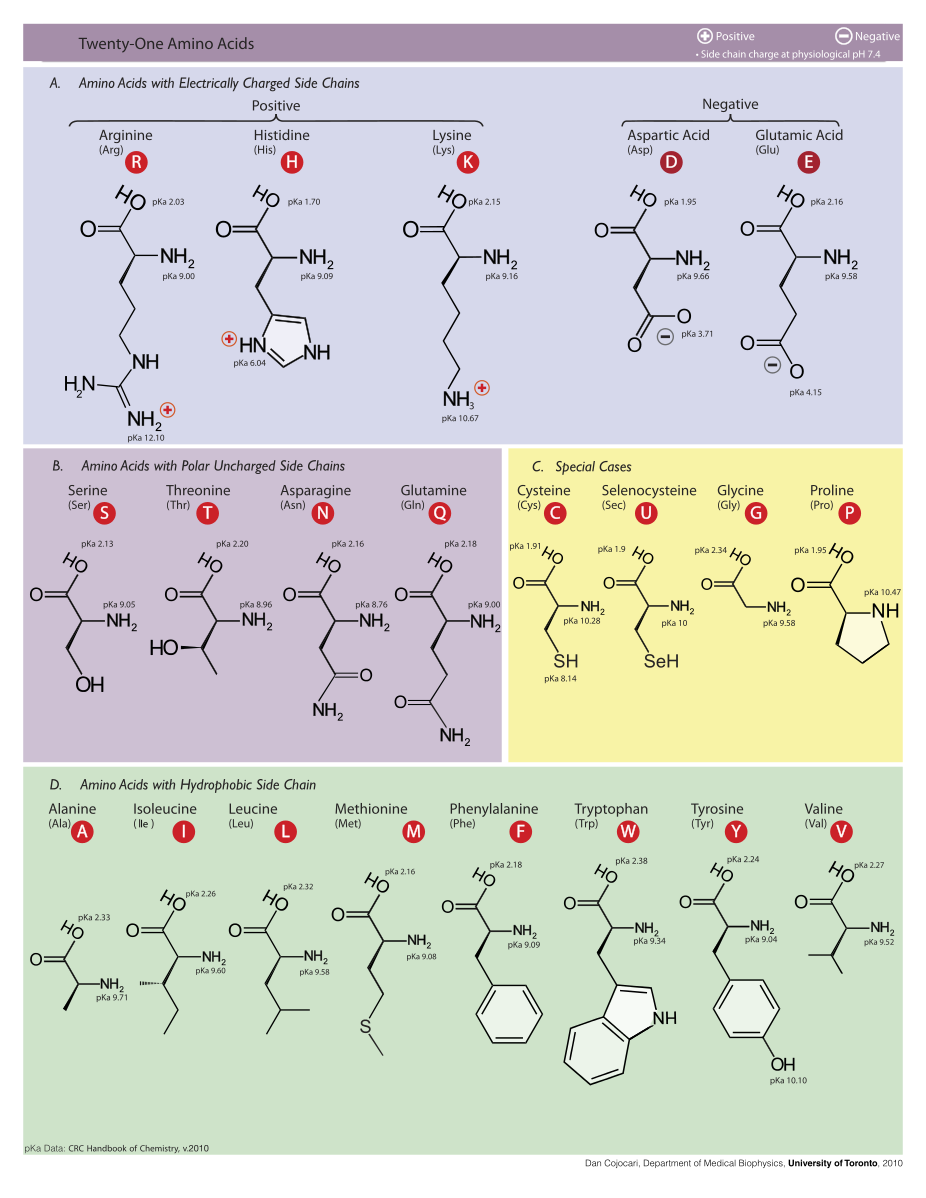 Twenty-One Amino Acids
+ Positive − Negative
• Side chain charge at physiological pH 7.4
A. Amino Acids with Electrically Charged Side Chains
Positive
Negative
Arginine
(Arg)
R
Histidine
(His)
H
Lysine
(Lys)
K
Aspartic Acid
(Asp)
D
Glutamic Acid
(Glu)
E
HO pKa 2.03
O
NH2
pKa 9.00
NH
H2N
NH2 +
pKa 12.10
HO pKa 1.70
O
NH2
pKa 9.09
+ HN
NH
pKa 6.04
HO pKa 2.15
O
NH2
pKa 9.16
NH3 +
pKa 10.67
HO pKa 1.95
O
NH2
pKa 9.66
O
pKa 3.71
O −
HO pKa 2.16
O
NH2
pKa 9.58
O
− O
pKa 4.15
B. Amino Acids with Polar Uncharged Side Chains
Serine
(Ser)
S
Threonine
(Thr)
T
Asparagine
(Asn)
N
Glutamine
(Gln)
Q
pKa 2.13
HO
O
pKa 9.05
NH2
OH
pKa 2.20
HO
O
pKa 8.96
NH2
HO
pKa 2.16
HO
O
pKa 8.76
NH2
O
NH2
pKa 2.18
HO
O
pKa 9.00
NH2
O
NH2
C. Special Cases
Cysteine
(Cys)
C
Selenocysteine
(Sec)
U
Glycine
(Gly)
G
Proline
(Pro)
P
pKa 1.91 HO
O
NH2
pKa 10.28
SH
pKa 8.14
pKa 1.9 HO
O
NH2
pKa 10
SeH
pKa 2.34 HO
O
NH2
pKa 9.58
pKa 1.95 HO
O
pKa 10.47
NH
D. Amino Acids with Hydrophobic Side Chain
Alanine
(Ala)
A
Isoleucine
(Ile)
I
Leucine
(Leu)
L
Methionine
(Met)
M
Phenylalanine
(Phe)
F
Tryptophan
(Trp)
W
Tyrosine
(Tyr)
Y
Valine
(Val)
V
pKa 2.33
HO
O
NH2
pKa 9.71
pKa 2.26
HO
O
NH2
pKa 9.60
pKa 2.32
HO
O
NH2
pKa 9.58
pKa 2.16
HO
O
NH2
pKa 9.08
S
pKa 2.18
HO
O
NH2
pKa 9.09
pKa 2.38
HO
O
NH2
pKa 9.34
NH
pKa 2.24
HO
O
NH2
pKa 9.04
OH
pKa 10.10
pKa 2.27
HO
O
NH2
pKa 9.52
pKa Data: CRC Handbook of Chemistry, v.2010
Dan Cojocari, Department of Medical Biophysics, University of Toronto, 2010